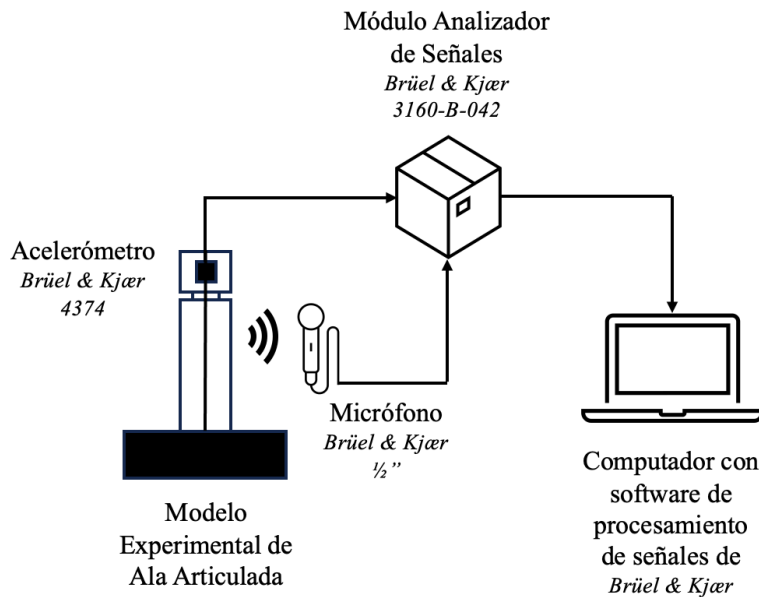 Módulo Analizador
de Señales
Brüel & Kjær
3160-B-042
Acelerómetro
Brüel & Kjær
4374
Micrófono
Brüel & Kjær
½”
Modelo
Experimental de
Ala Articulada
Computador con
software de
procesamiento
de señales de
Brüel & Kjær